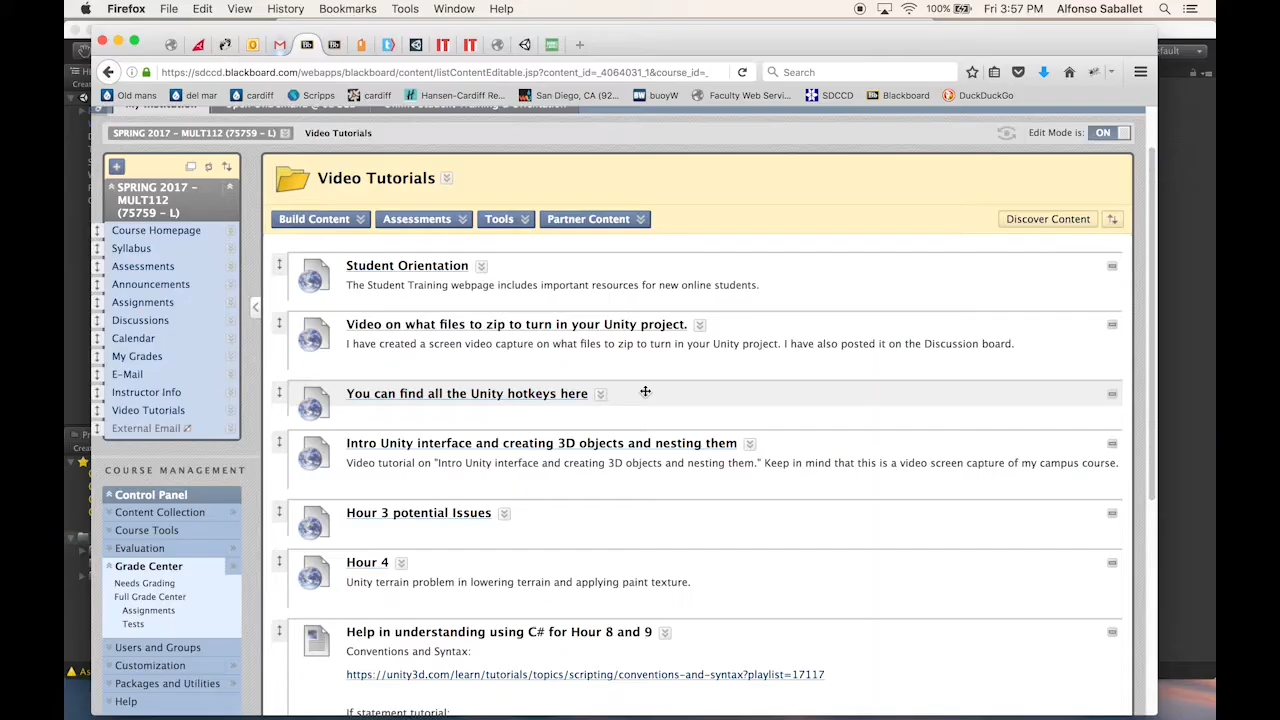 Firefox File Edit View History Bookmarks Tools Window Help 100% Fri 3:57 PM Alfonso Saballet
https://sdccd.blackboard.com/webapps/blackboard/content/listContentEditable.jsp?content_id=_4064031_1&course_id=_
Search
Old mans del mar cardiff Scripps cardiff Hansen-Cardiff Re... San Diego, CA (92... buoyW Faculty Web Servi... SDCCD Blackboard DuckDuckGo
SPRING 2017 - MULT112 (75759 - L) Video Tutorials Edit Mode is: ON
SPRING 2017 -
MULT112
(75759 - L)
Course Homepage
Syllabus
Assessments
Announcements
Assignments
Discussions
Calendar
My Grades
E-Mail
Instructor Info
Video Tutorials
External Email
COURSE MANAGEMENT
Control Panel
Content Collection
Course Tools
Evaluation
Grade Center
Needs Grading
Full Grade Center
Assignments
Tests
Users and Groups
Customization
Packages and Utilities
Help
Video Tutorials
Build Content Assessments Tools Partner Content Discover Content
Student Orientation
The Student Training webpage includes important resources for new online students.
Video on what files to zip to turn in your Unity project.
I have created a screen video capture on what files to zip to turn in your Unity project. I have also posted it on the Discussion board.
You can find all the Unity hotkeys here
Intro Unity interface and creating 3D objects and nesting them
Video tutorial on "Intro Unity interface and creating 3D objects and nesting them." Keep in mind that this is a video screen capture of my campus course.
Hour 3 potential Issues
Hour 4
Unity terrain problem in lowering terrain and applying paint texture.
Help in understanding using C# for Hour 8 and 9
Conventions and Syntax:
https://unity3d.com/learn/tutorials/topics/scripting/conventions-and-syntax?playlist=17117
If statement tutorial: